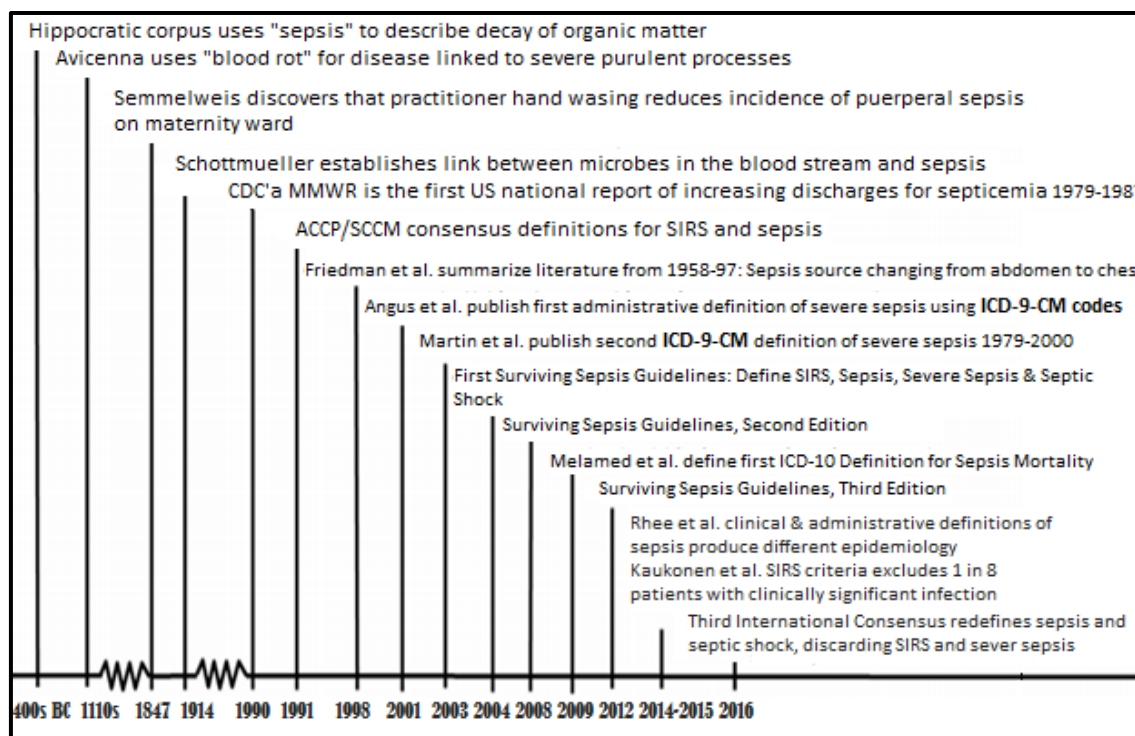 Hippocratic corpus uses "sepsis" to describe decay of organic matter
Avicenna uses "blood rot" for disease linked to severe purulent processes
Semmelweis discovers that practitioner hand wasing reduces incidence of puerperal sepsis
on maternity ward
Schottmueller establishes link between microbes in the blood stream and sepsis
CDC'a MMWR is the first US national report of increasing discharges for septicemia 1979-1987
ACCP/SCCM consensus definitions for SIRS and sepsis
Friedman et al. summarize literature from 1958-97: Sepsis source changing from abdomen to ches
Angus et al. publish first administrative definition of severe sepsis using ICD-9-CM codes
Martin et al. publish second ICD-9-CM definition of severe sepsis 1979-2000
First Surviving Sepsis Guidelines: Define SIRS, Sepsis, Severe Sepsis & Septic
Shock
Surviving Sepsis Guidelines, Second Edition
Melamed et al. define first ICD-10 Definition for Sepsis Mortality
Surviving Sepsis Guidelines, Third Edition
Rhee et al. clinical & administrative definitions of
sepsis produce different epidemiology
Kaukonen et al. SIRS criteria excludes 1 in 8
patients with clinically significant infection
Third International Consensus redefines sepsis and
septic shock, discarding SIRS and sever sepsis
400s BC 1110s 1847 1914 1990 1991 1998 2001 2003 2004 2008 2009 2012 2014-2015 2016